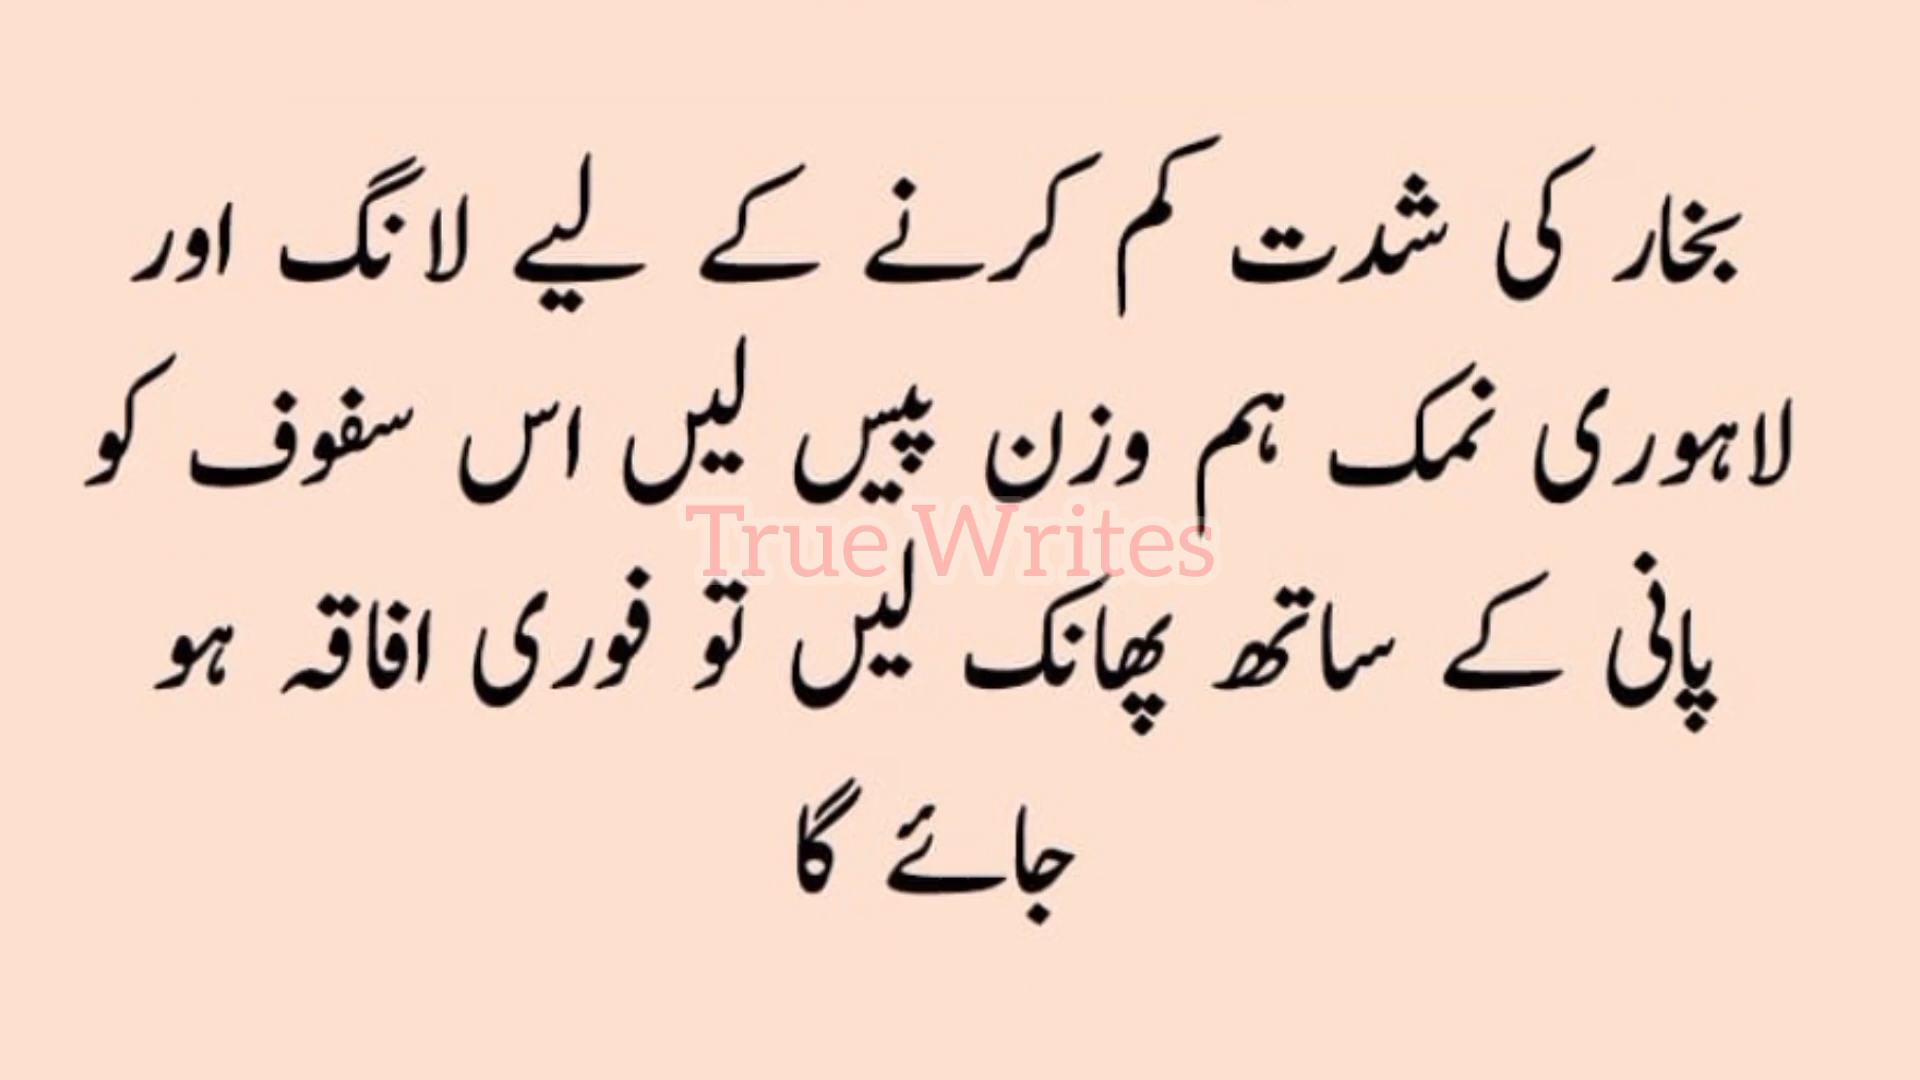 بخار کی شدت کم کرنے کے لیے لانگ اور
لاہوری نمک ہم وزن پیس لیں اس سفوف کو
True Writes
پانی کے ساتھ پھانک لیں تو فوری افاقہ ہو
جائے گا